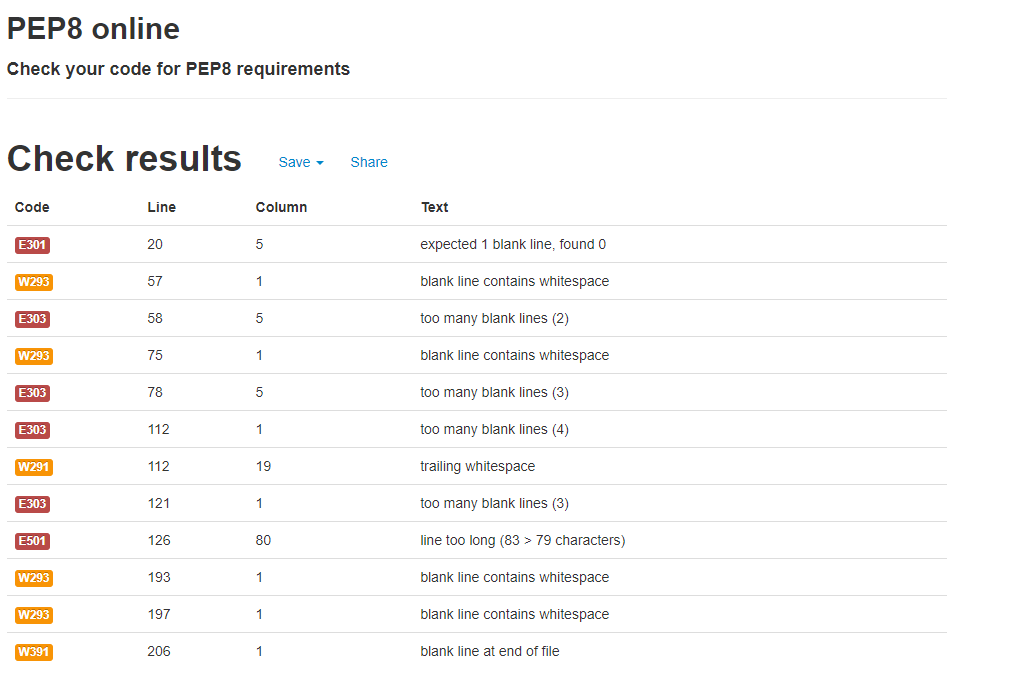 PEP8 online
Check your code for PEP8 requirements
Check results Save Share
Code Line Column Text
E301 20 5 expected 1 blank line, found 0
W293 57 1 blank line contains whitespace
E303 58 5 too many blank lines (2)
W293 75 1 blank line contains whitespace
E303 78 5 too many blank lines (3)
E303 112 1 too many blank lines (4)
W291 112 19 trailing whitespace
E303 121 1 too many blank lines (3)
E501 126 80 line too long (83 > 79 characters)
W293 193 1 blank line contains whitespace
W293 197 1 blank line contains whitespace
W391 206 1 blank line at end of file